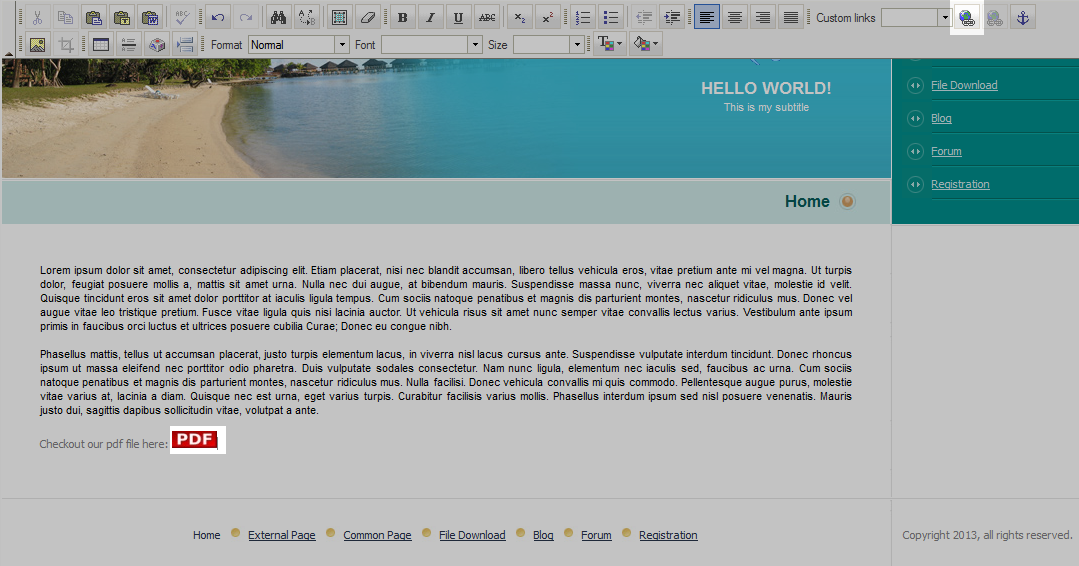 B I U ABC x₂ x² Custom links
Format Normal Font Size
HELLO WORLD!
This is my subtitle
File Download
Blog
Forum
Registration
Home
Lorem ipsum dolor sit amet, consectetur adipiscing elit. Etiam placerat, nisi nec blandit accumsan, libero tellus vehicula eros, vitae pretium ante mi vel magna. Ut turpis
dolor, feugiat posuere mollis a, mattis sit amet urna. Nulla nec dui augue, at bibendum mauris. Suspendisse massa nunc, viverra nec aliquet vitae, molestie id velit.
Quisque tincidunt eros sit amet dolor porttitor at iaculis ligula tempus. Cum sociis natoque penatibus et magnis dis parturient montes, nascetur ridiculus mus. Donec vel
augue vitae leo tristique pretium. Fusce vitae ligula quis nisi lacinia auctor. Ut vehicula risus sit amet nunc semper vitae convallis lectus varius. Vestibulum ante ipsum
primis in faucibus orci luctus et ultrices posuere cubilia Curae; Donec eu congue nibh.
Phasellus mattis, tellus ut accumsan placerat, justo turpis elementum lacus, in viverra nisl lacus cursus ante. Suspendisse vulputate interdum tincidunt. Donec rhoncus
ipsum ut massa eleifend nec porttitor odio pharetra. Duis vulputate sodales consectetur. Nam nunc ligula, elementum nec iaculis sed, faucibus ac urna. Cum sociis
natoque penatibus et magnis dis parturient montes, nascetur ridiculus mus. Nulla facilisi. Donec vehicula convallis mi quis commodo. Pellentesque augue purus, molestie
vitae varius at, lacinia a diam. Quisque nec est urna, eget varius turpis. Curabitur facilisis varius mollis. Phasellus interdum ipsum sed nisl posuere venenatis. Mauris
justo dui, sagittis dapibus sollicitudin vitae, volutpat a ante.
Checkout our pdf file here: PDF
Home External Page Common Page File Download Blog Forum Registration
Copyright 2013, all rights reserved.